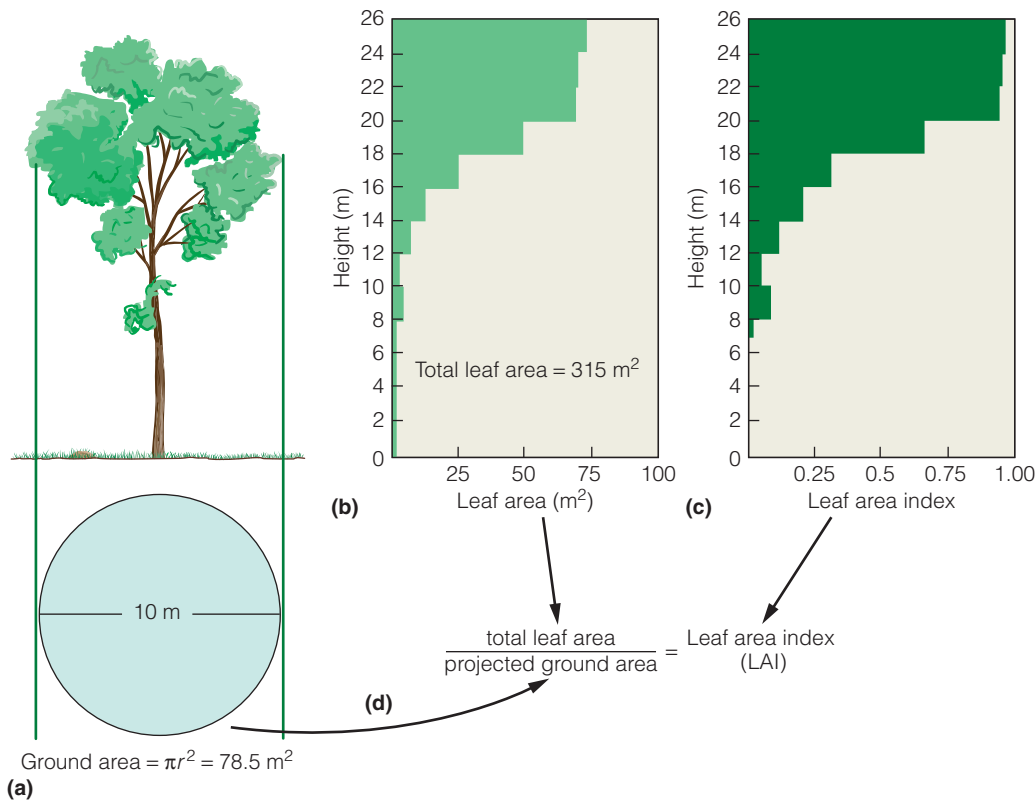 10 m
Ground area = πr² = 78.5 m²
(a)
26
24
22
20
18
16
14
12
10
8
6
4
2
0
Height (m)
Total leaf area = 315 m²
25 50 75 100
Leaf area (m²)
(b)
26
24
22
20
18
16
14
12
10
8
6
4
2
0
Height (m)
0.25 0.5 0.75 1.00
Leaf area index
(c)
total leaf area
projected ground area
=
Leaf area index
(LAI)
(d)